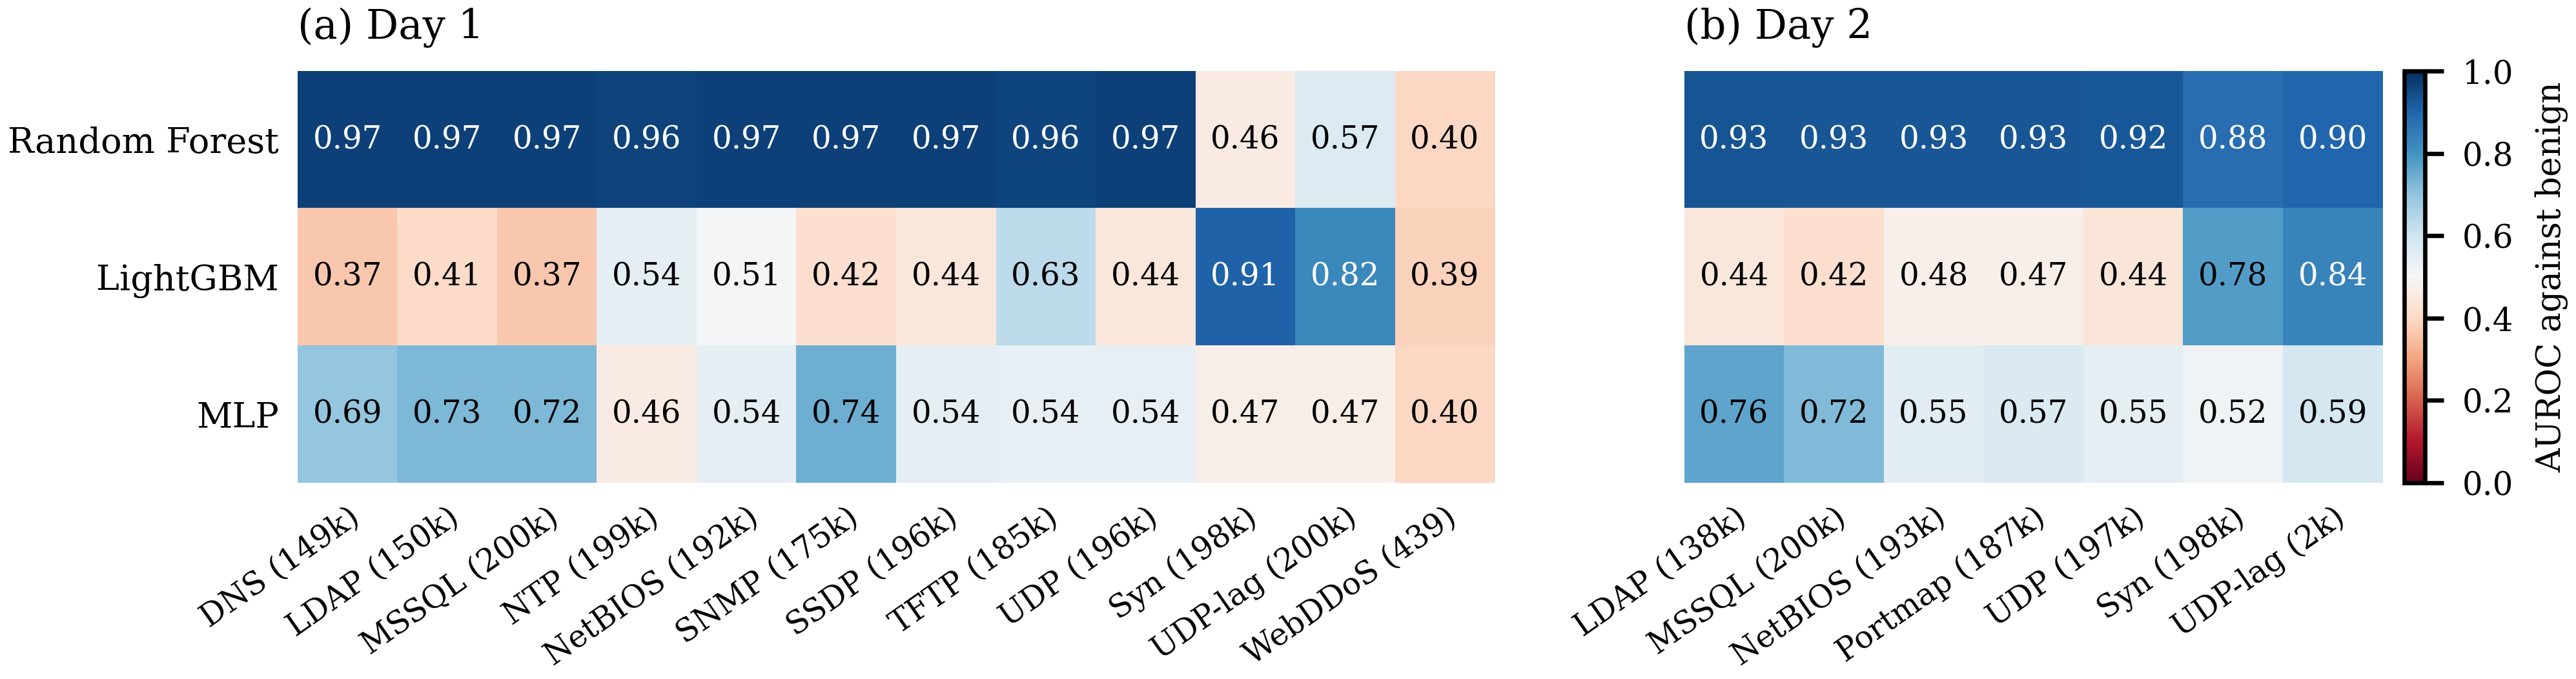 (a) Day 1
(b) Day 2
Random Forest 0.97 0.97 0.97 0.96 0.97 0.97 0.97 0.96 0.97 0.46 0.57 0.40 0.93 0.93 0.93 0.93 0.92 0.88 0.90
LightGBM 0.37 0.41 0.37 0.54 0.51 0.42 0.44 0.63 0.44 0.91 0.82 0.39 0.44 0.42 0.48 0.47 0.44 0.78 0.84
MLP 0.69 0.73 0.72 0.46 0.54 0.74 0.54 0.54 0.54 0.47 0.47 0.40 0.76 0.72 0.55 0.57 0.55 0.52 0.59
DNS (149k)
LDAP (150k)
MSSQL (200k)
NTP (199k)
NetBIOS (192k)
SNMP (175k)
SSDP (196k)
TFTP (185k)
UDP (196k)
Syn (198k)
UDP-lag (200k)
WebDDoS (439)
LDAP (138k)
MSSQL (200k)
NetBIOS (193k)
Portmap (187k)
UDP (197k)
Syn (198k)
UDP-lag (2k)
1.0
0.8
0.6
0.4
0.2
0.0
AUROC against benign